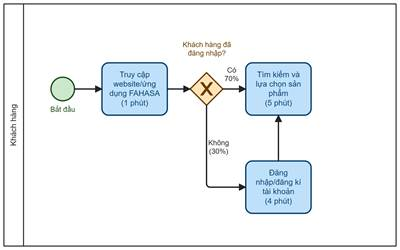 Khách hàng
Bắt đầu
Truy cập
website/ứng
dụng FAHASA
(1 phút)
Khách hàng đã
đăng nhập?
Có
70%
Tìm kiếm và
lựa chọn sản
phẩm
(5 phút)
Không
(30%)
Đăng
nhập/đăng kí
tài khoản
(4 phút)